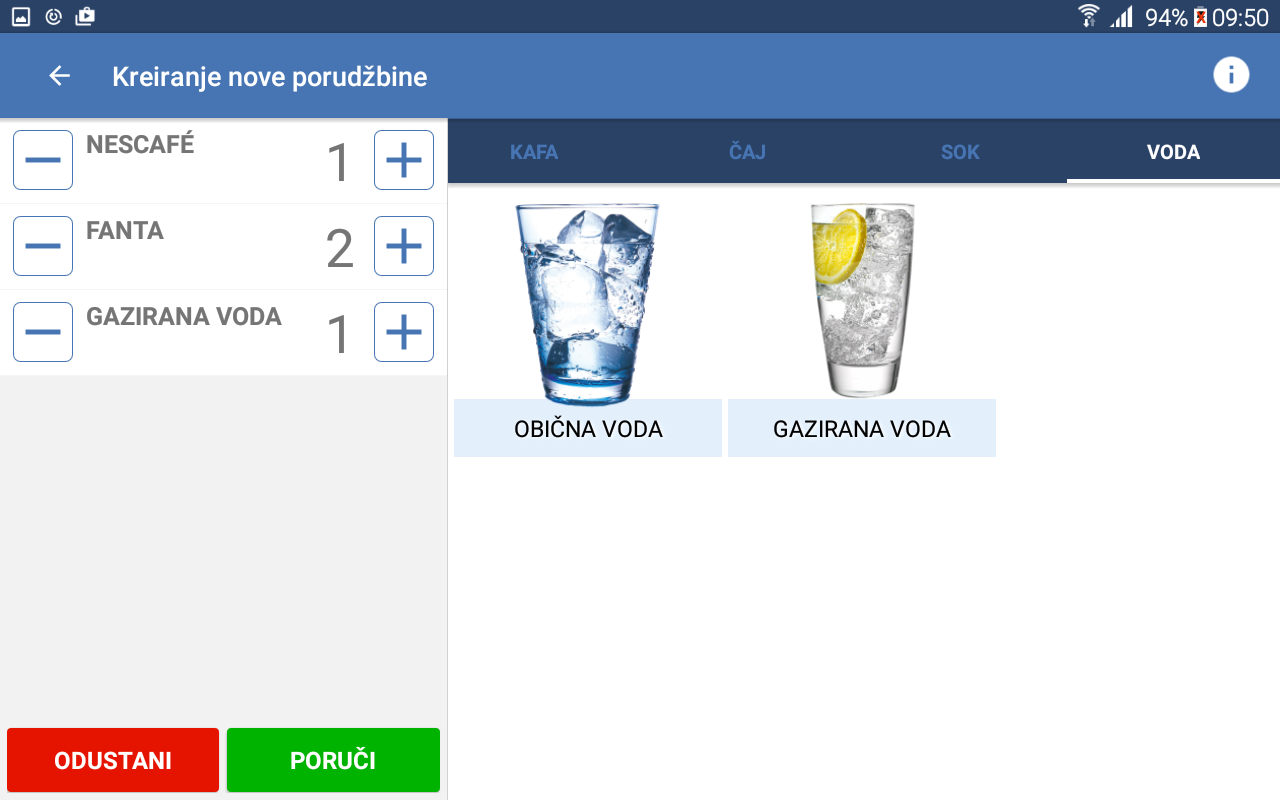 94% 09:50
Kreiranje nove porudžbine
NESCAFÉ 1
FANTA 2
GAZIRANA VODA 1
ODUSTANI PORUČI
KAFA ČAJ SOK VODA
OBIČNA VODA GAZIRANA VODA